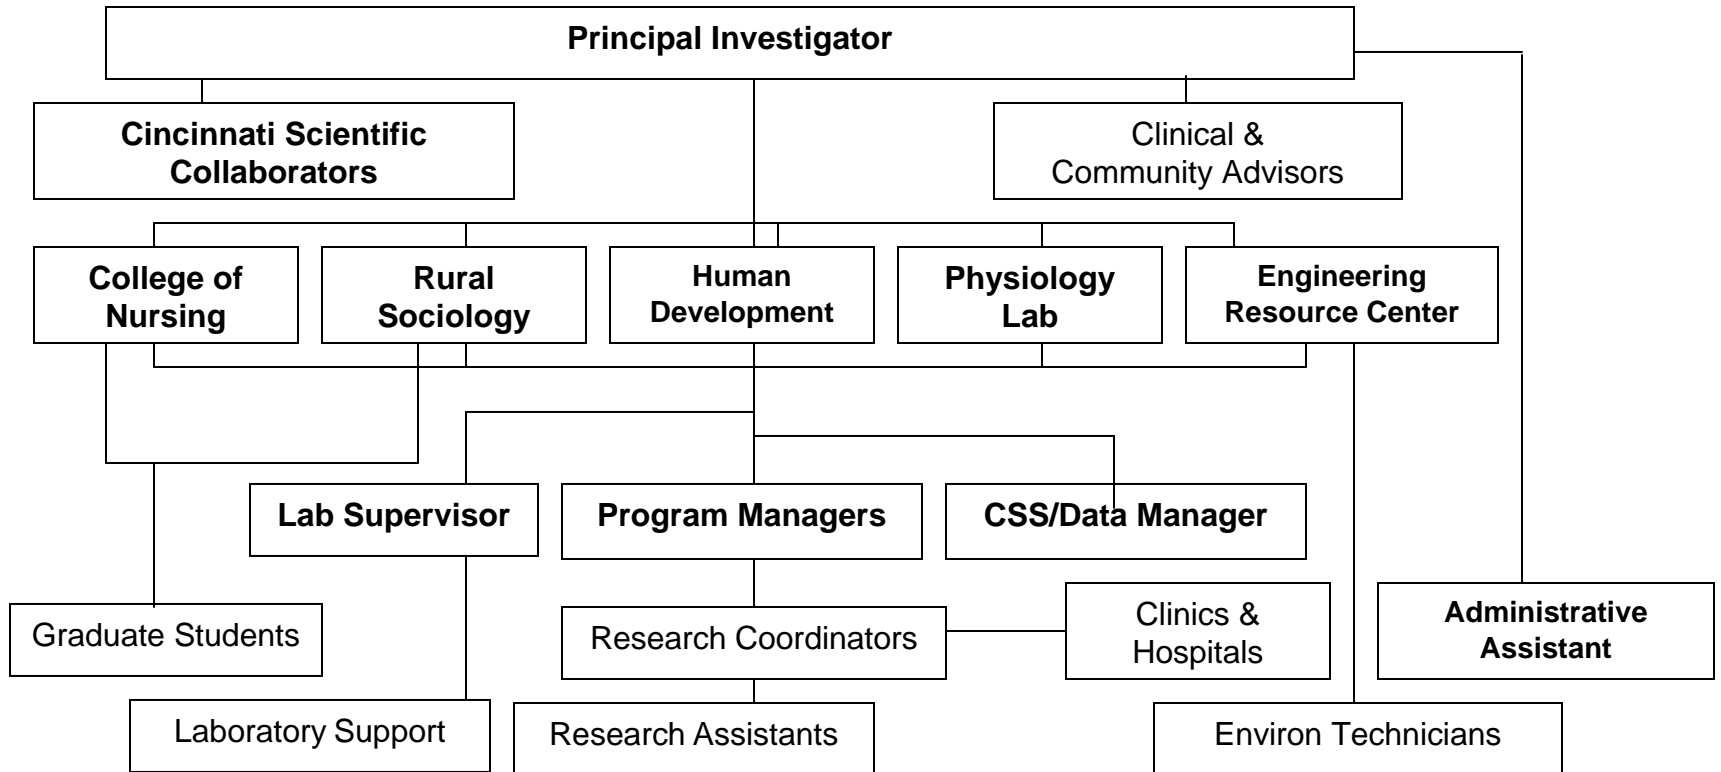 Principal Investigator
Cincinnati Scientific
Collaborators
Clinical &
Community Advisors
College of
Nursing
Rural
Sociology
Human
Development
Physiology
Lab
Engineering
Resource Center
Lab Supervisor
Program Managers
CSS/Data Manager
Graduate Students
Research Coordinators
Clinics &
Hospitals
Administrative
Assistant
Laboratory Support
Research Assistants
Environ Technicians